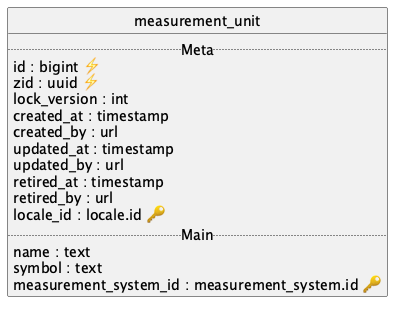 measurement_unit
Meta
id : bigint ⚡
zid : uuid ⚡
lock_version : int
created_at : timestamp
created_by : url
updated_at : timestamp
updated_by : url
retired_at : timestamp
retired_by : url
locale_id : locale.id 🔑
Main
name : text
symbol : text
measurement_system_id : measurement_system.id 🔑